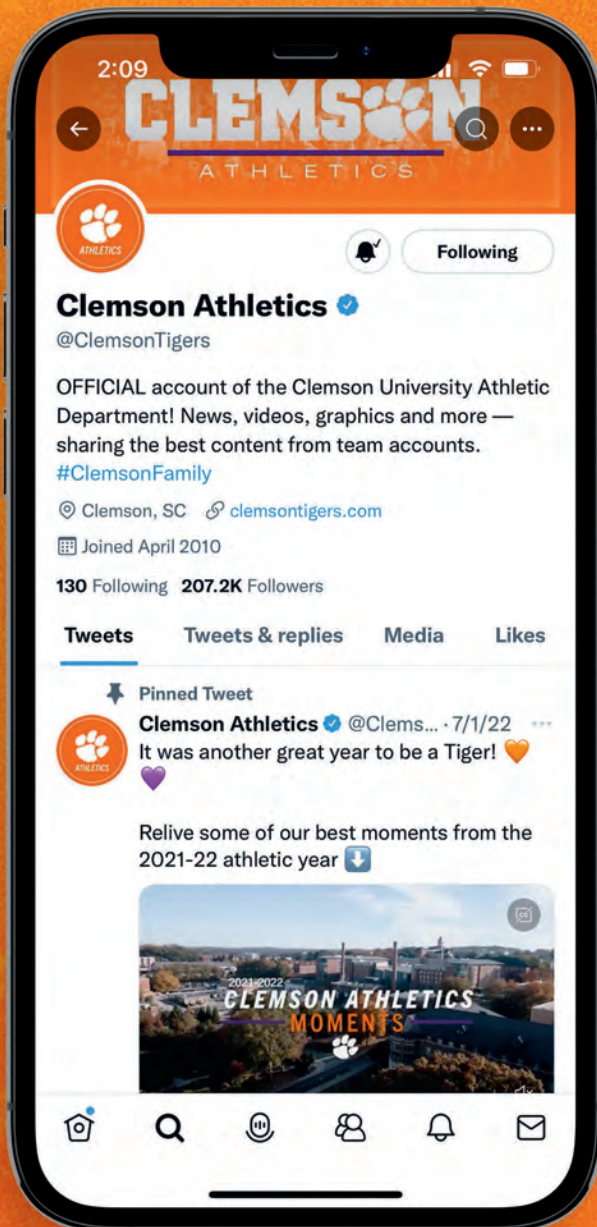 2:09
CLEMSON
ATHLETICS
ATHLETICS
Following
Clemson Athletics
@ClemsonTigers
OFFICIAL account of the Clemson University Athletic
Department! News, videos, graphics and more —
sharing the best content from team accounts.
#ClemsonFamily
Clemson, SC clemsontigers.com
Joined April 2010
130 Following 207.2K Followers
Tweets Tweets & replies Media Likes
Pinned Tweet
Clemson Athletics @Clems... · 7/1/22 ...
It was another great year to be a Tiger! 🧡
💜
ATHLETICS
Relive some of our best moments from the
2021-22 athletic year ⬇️
CC
2021-2022
CLEMSON ATHLETICS
MOMENTS